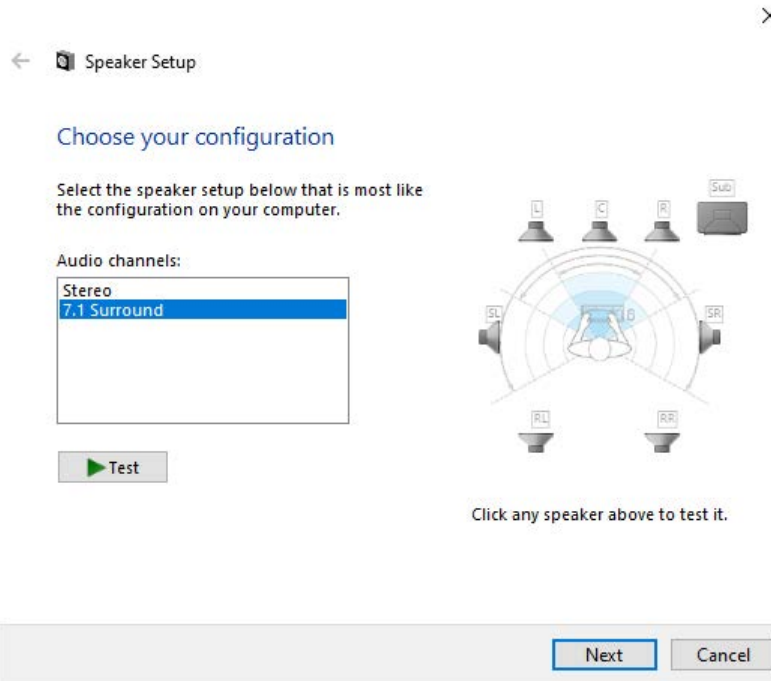 Speaker Setup
Choose your configuration
Select the speaker setup below that is most like
the configuration on your computer.
Audio channels:
Stereo
7.1 Surround
Test
L
C
R
Sub
SL
SR
RL
RR
Click any speaker above to test it.
Next
Cancel